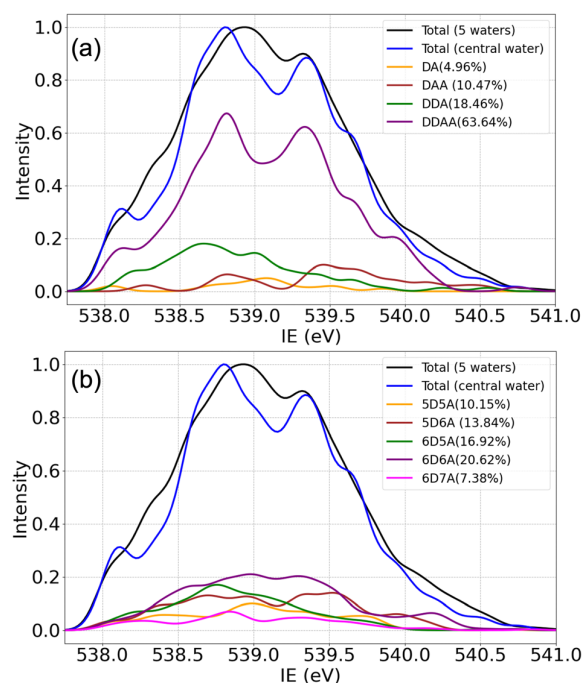 (a)
Total (5 waters)
Total (central water)
DA(4.96%)
DAA (10.47%)
DDA(18.46%)
DDAA(63.64%)
Intensity
1.0
0.8
0.6
0.4
0.2
0.0
538.0 538.5 539.0 539.5 540.0 540.5 541.0
IE (eV)
(b)
Total (5 waters)
Total (central water)
5D5A(10.15%)
5D6A (13.84%)
6D5A(16.92%)
6D6A(20.62%)
6D7A(7.38%)
Intensity
1.0
0.8
0.6
0.4
0.2
0.0
538.0 538.5 539.0 539.5 540.0 540.5 541.0
IE (eV)